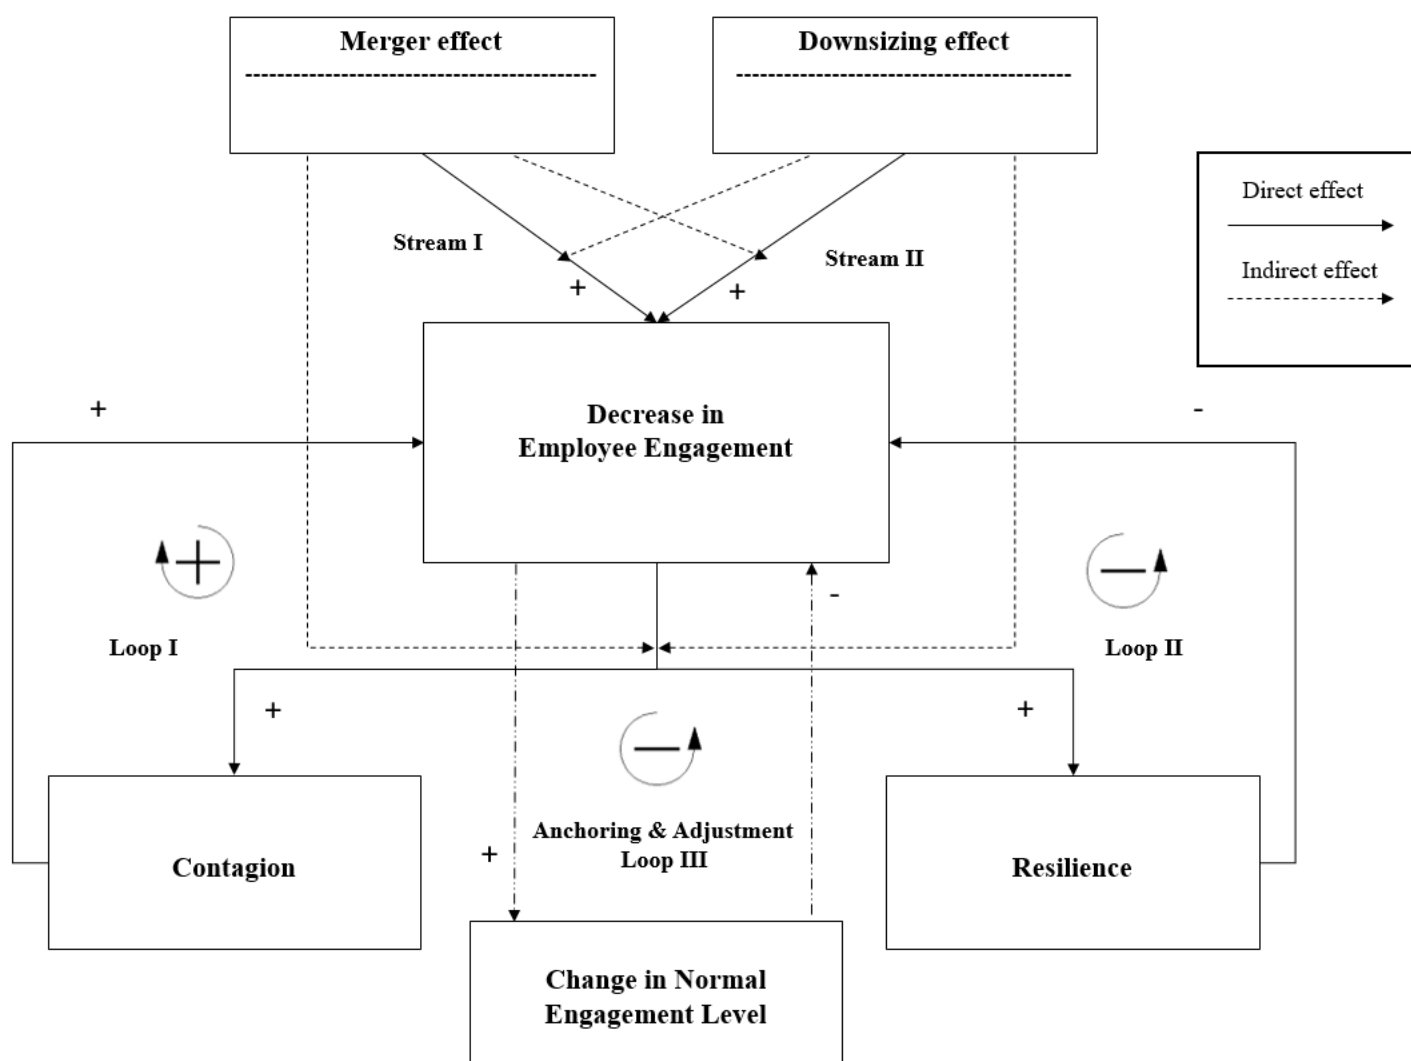 Merger effect
Downsizing effect
Direct effect
Indirect effect
Stream I
Stream II
+
+
Decrease in
Employee Engagement
+
-
-
Loop I
Loop II
+
+
Anchoring & Adjustment
Loop III
+
Contagion
Resilience
Change in Normal
Engagement Level